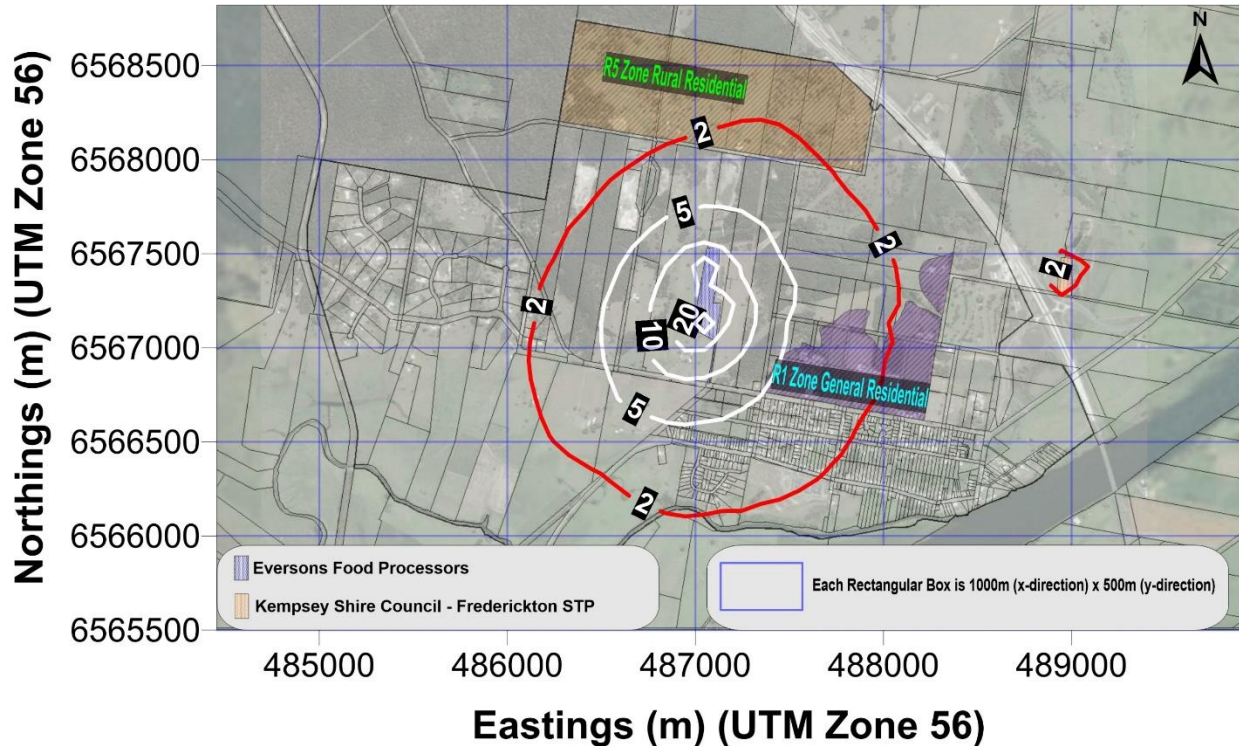 N
Northings (m) (UTM Zone 56)
6568500
6568000
6567500
6567000
6566500
6566000
6565500
R5 Zone Rural Residential
2
5
2
2
2
10
20
R1 Zone General Residential
5
2
Eversons Food Processors
Kempsey Shire Council - Frederickton STP
Each Rectangular Box is 1000m (x-direction) x 500m (y-direction)
485000
486000
487000
488000
489000
Eastings (m) (UTM Zone 56)